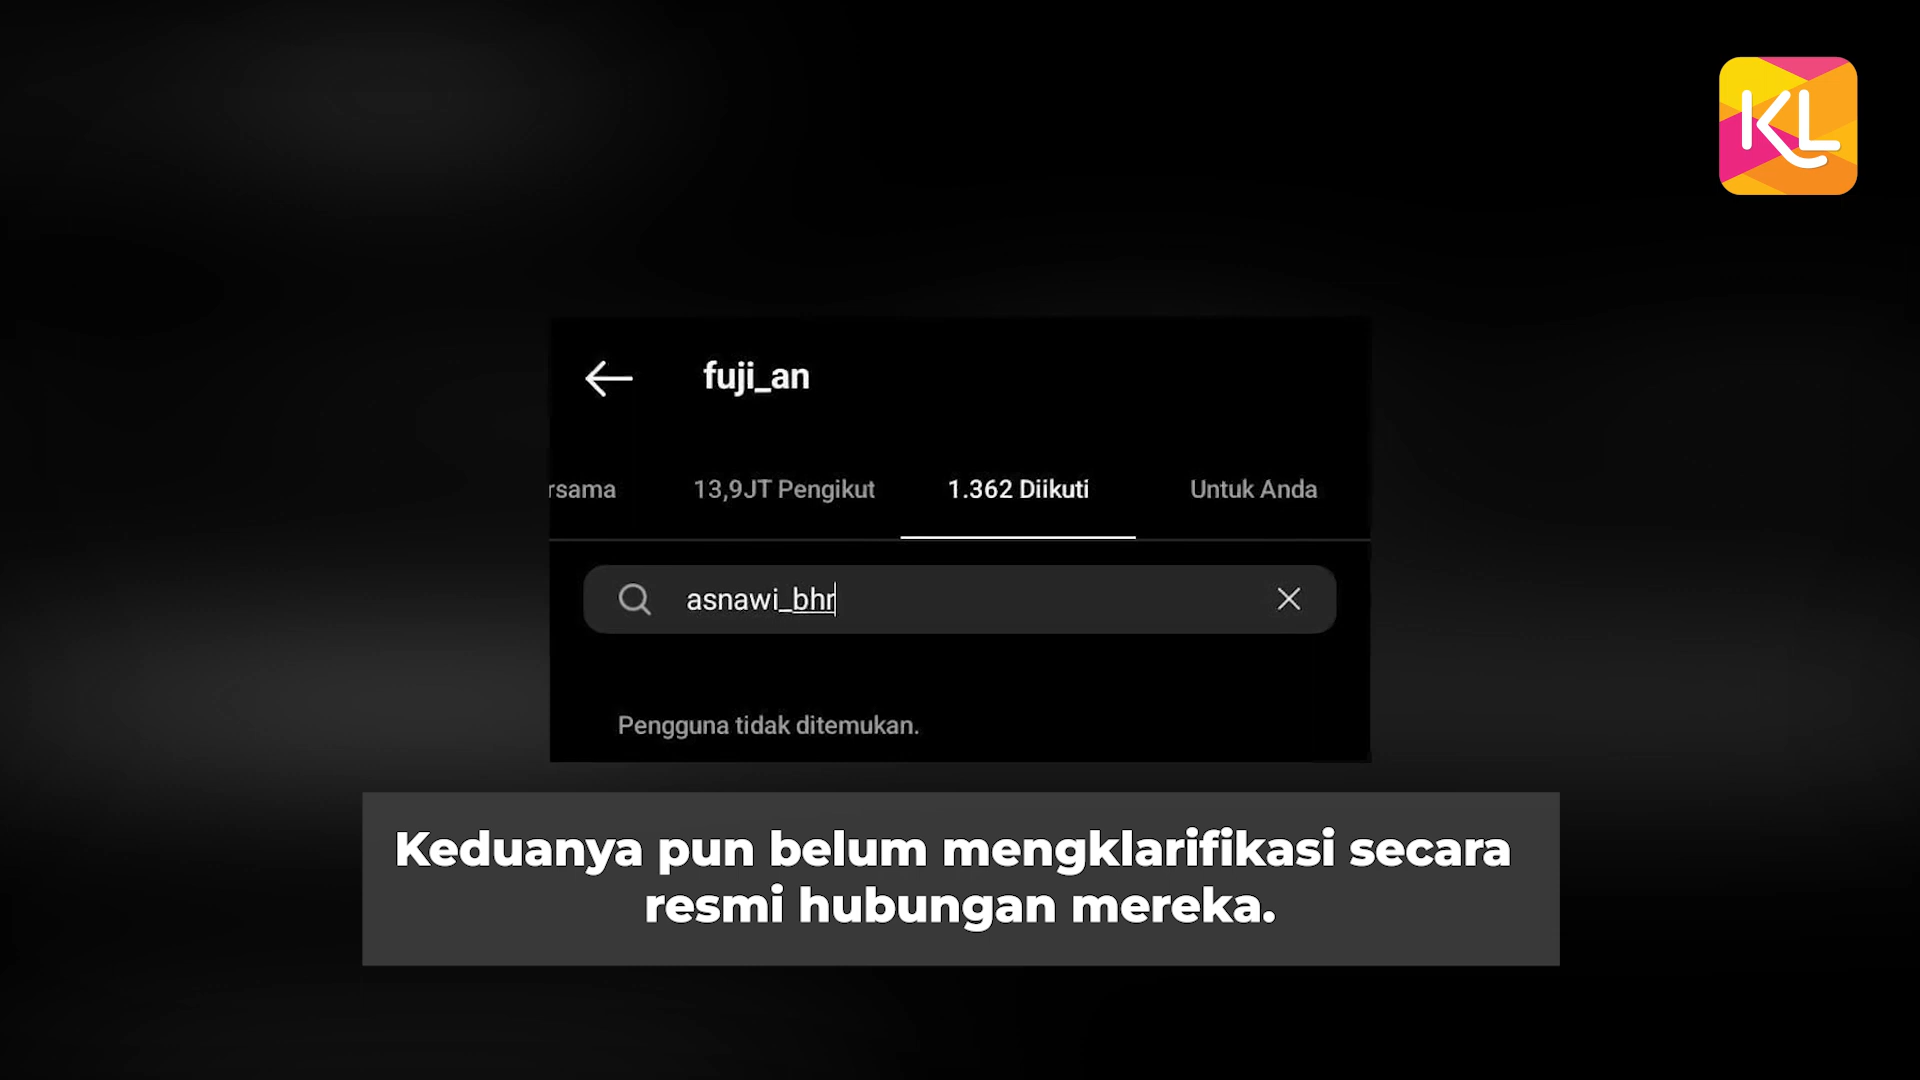 KL
fuji_an
rsama 13,9JT Pengikut 1.362 Diikuti Untuk Anda
asnawi_bhr
Pengguna tidak ditemukan.
Keduanya pun belum mengklarifikasi secara
resmi hubungan mereka.